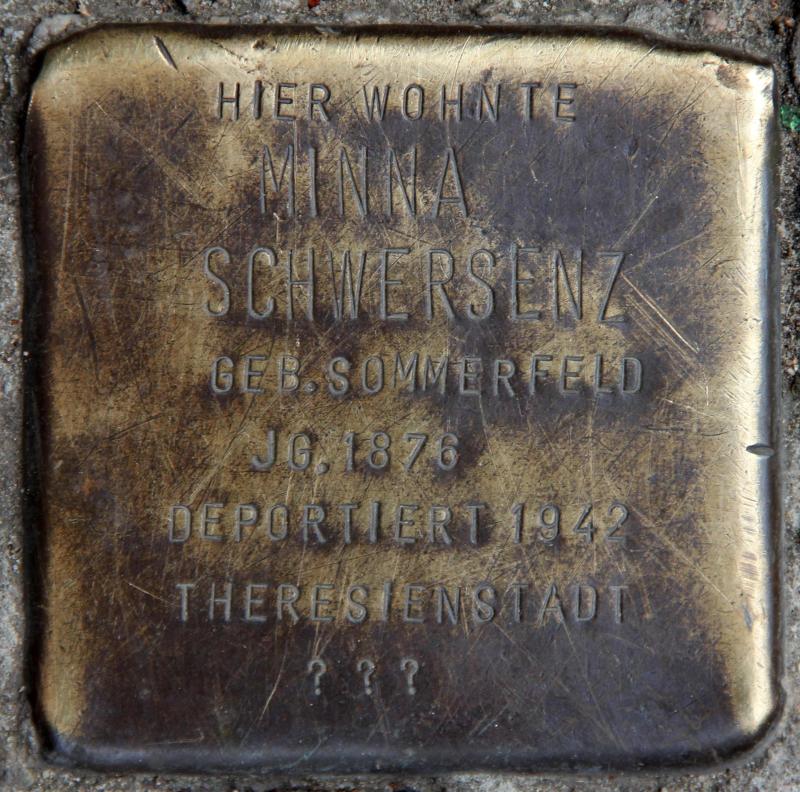 HIER WOHNTE
MINNA
SCHWERSENZ
GEB. SOMMERFELD
JG. 1876
DEPORTIERT 1942
THERESIENSTADT
? ? ?